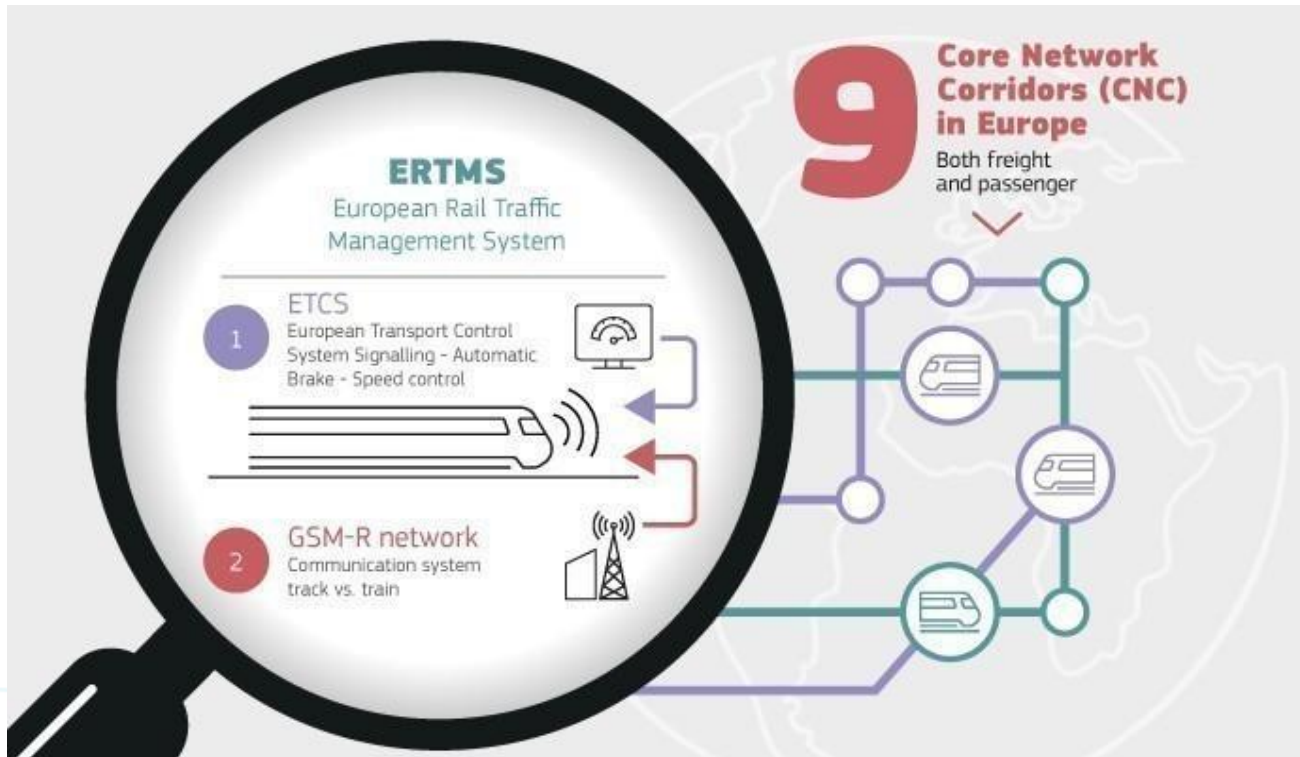 ERTMS
European Rail Traffic
Management System
1
ETCS
European Transport Control
System Signalling - Automatic
Brake - Speed control
2
GSM-R network
Communication system
track vs. train
9
Core Network
Corridors (CNC)
in Europe
Both freight
and passenger